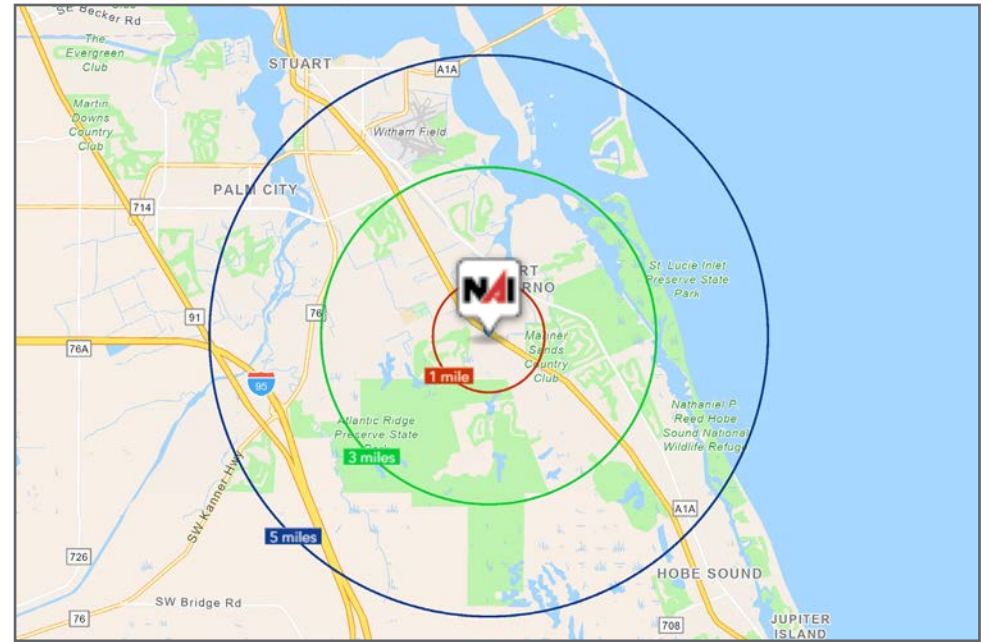 SE Becker Rd
The
Evergreen
Club
STUART
A1A
Martin
Downs
Country
Club
Witham Field
PALM CITY
714
RT
RNO
St. Lucie Inlet
Preserve State
Park
NAI
91
76
76A
Mariner
Sands
Country
Club
1 mile
95
Nathaniel P.
Reed Hobe
Sound National
Wildlife Refuge
Atlantic Ridge
Preserve State
Park
3 miles
SW Kanner Hwy
A1A
5 miles
726
HOBE SOUND
SW Bridge Rd
76
708
JUPITER
ISLAND